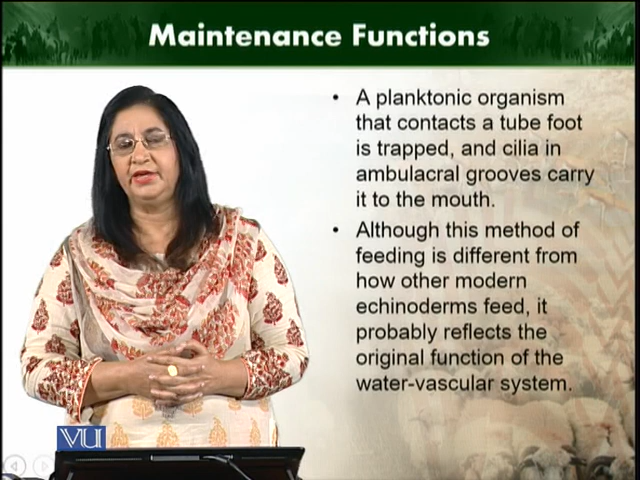 Maintenance Functions
• A planktonic organism
that contacts a tube foot
is trapped, and cilia in
ambulacral grooves carry
it to the mouth.
• Although this method of
feeding is different from
how other modern
echinoderms feed, it
probably reflects the
original function of the
water-vascular system.
VU